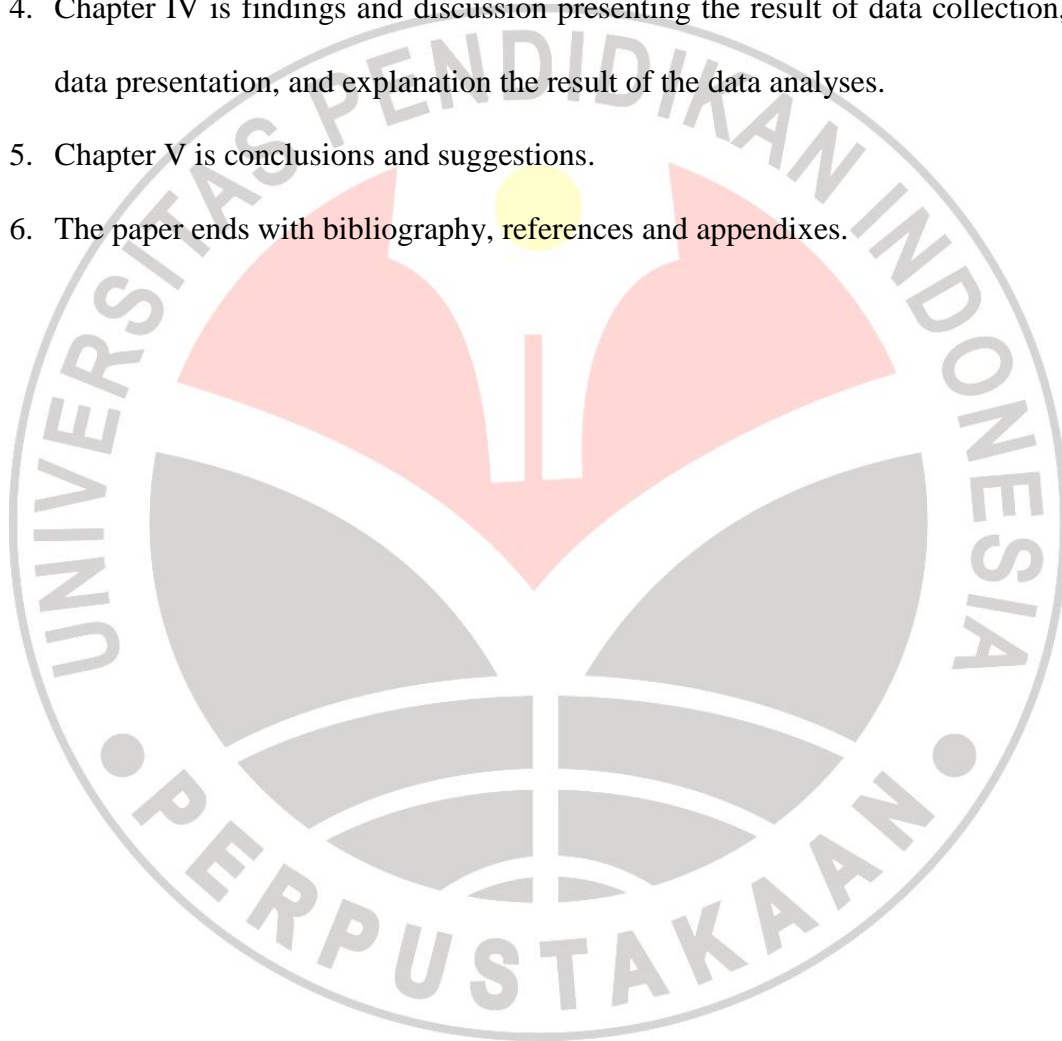 4. Chapter IV is findings and discussion presenting the result of data collection,
data presentation, and explanation the result of the data analyses.
5. Chapter V is conclusions and suggestions.
6. The paper ends with bibliography, references and appendixes.
UNIVERSITAS PENDIDIKAN INDONESIA
PERPUSTAKAAN